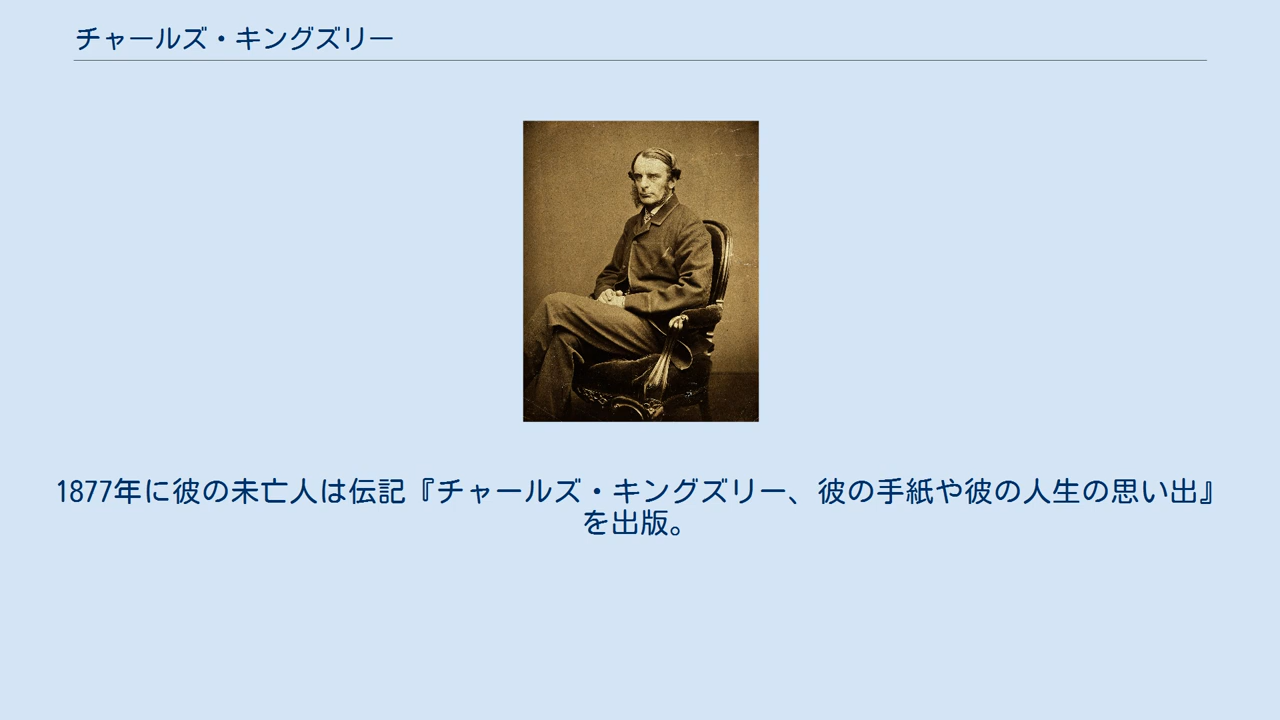 チャールズ・キングズリー
1877年に彼の未亡人は伝記『チャールズ・キングズリー、彼の手紙や彼の人生の思い出』
を出版。